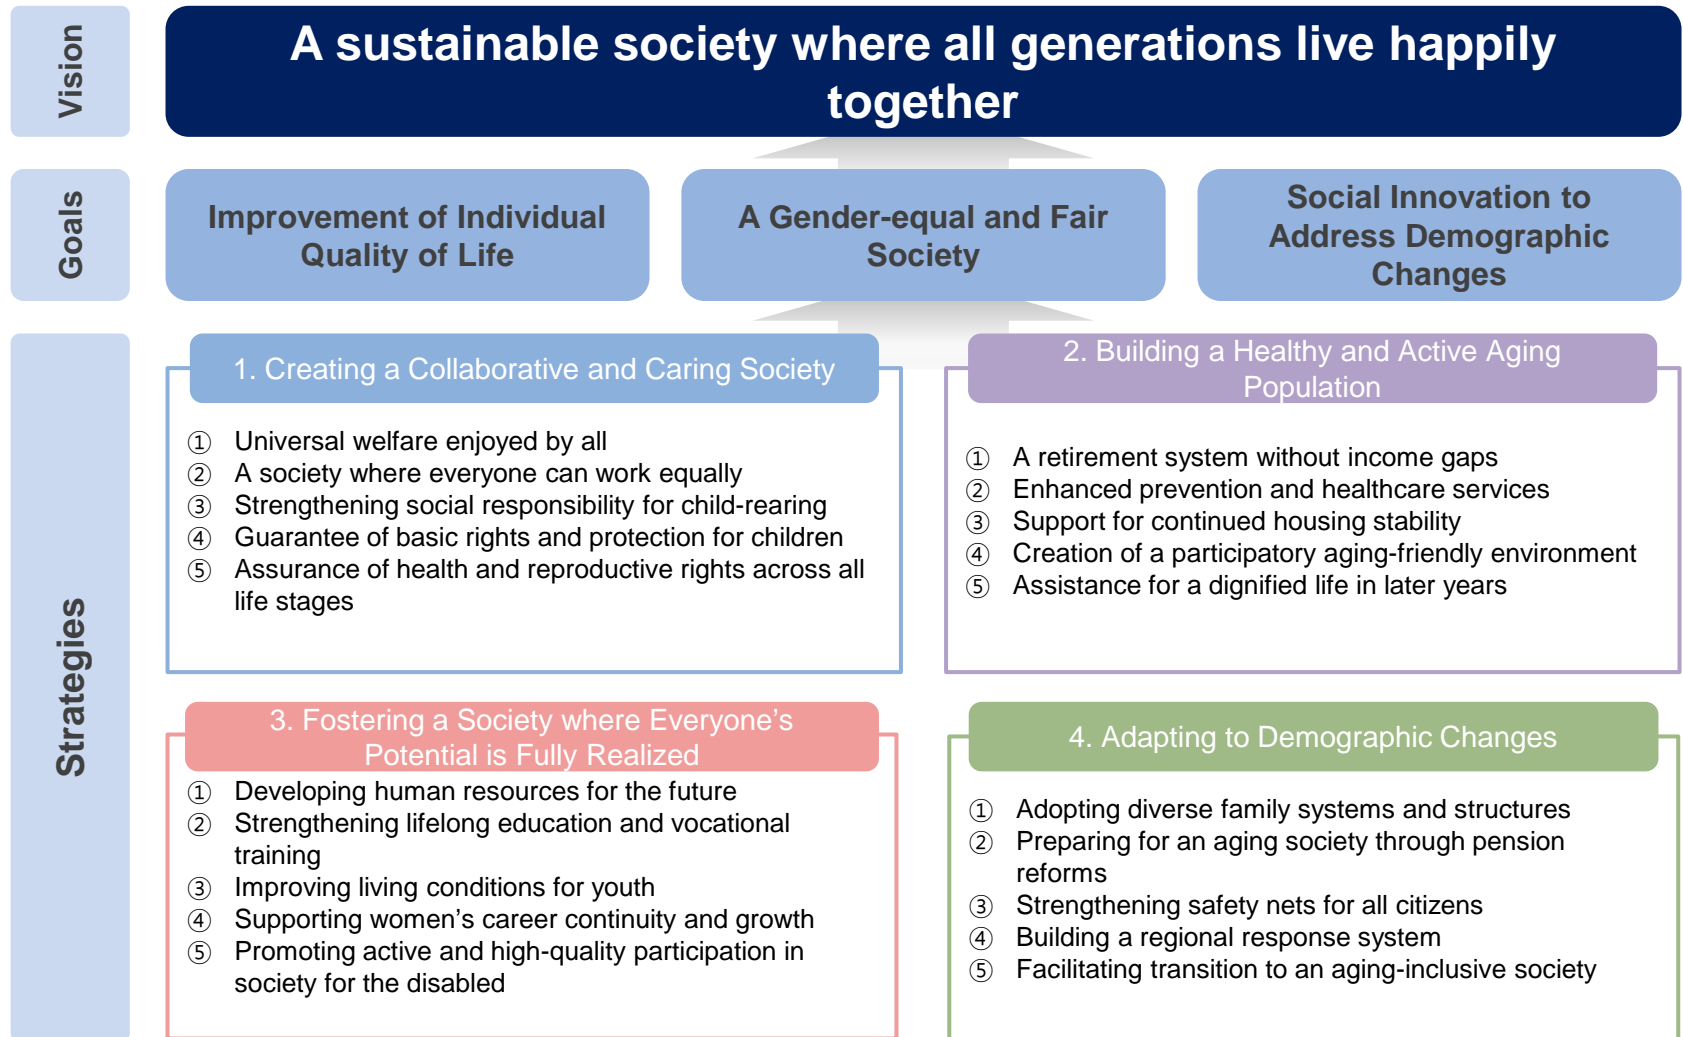 Vision
A sustainable society where all generations live happily
together
Goals
Improvement of Individual
Quality of Life
A Gender-equal and Fair
Society
Social Innovation to
Address Demographic
Changes
Strategies
1. Creating a Collaborative and Caring Society
① Universal welfare enjoyed by all
② A society where everyone can work equally
③ Strengthening social responsibility for child-rearing
④ Guarantee of basic rights and protection for children
⑤ Assurance of health and reproductive rights across all
life stages
2. Building a Healthy and Active Aging
Population
① A retirement system without income gaps
② Enhanced prevention and healthcare services
③ Support for continued housing stability
④ Creation of a participatory aging-friendly environment
⑤ Assistance for a dignified life in later years
3. Fostering a Society where Everyone’s
Potential is Fully Realized
① Developing human resources for the future
② Strengthening lifelong education and vocational
training
③ Improving living conditions for youth
④ Supporting women’s career continuity and growth
⑤ Promoting active and high-quality participation in
society for the disabled
4. Adapting to Demographic Changes
① Adopting diverse family systems and structures
② Preparing for an aging society through pension
reforms
③ Strengthening safety nets for all citizens
④ Building a regional response system
⑤ Facilitating transition to an aging-inclusive society